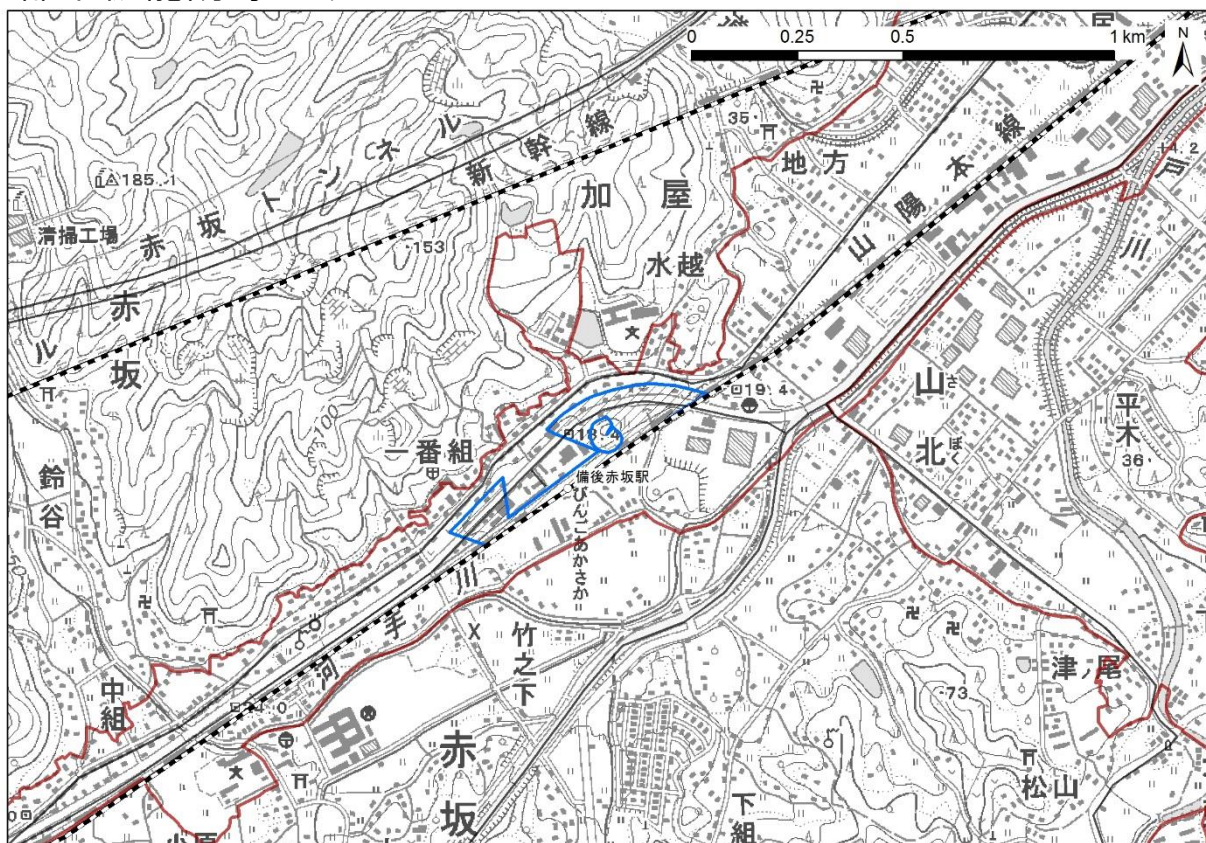 0 0.25 0.5 1 km
N
35
地方
山陽本線
加屋
新幹線
赤坂トンネル
185.1
清掃工場
153
水越
赤坂
ル
100
山北
さ
ぼく
19.4
18.4
平木
36
一番組
鈴谷
備後赤坂駅
びんごあかさか
河手川
竹之下
中組
津ノ尾
73
赤坂
松山
下組
川